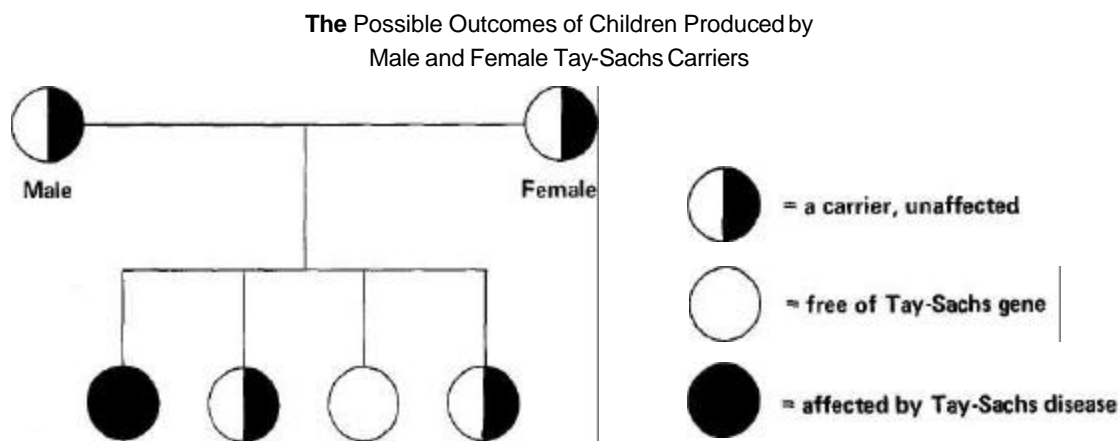 The Possible Outcomes of Children Produced by
Male and Female Tay-Sachs Carriers
Male
Female
= a carrier, unaffected
= free of Tay-Sachs gene
= affected by Tay-Sachs disease